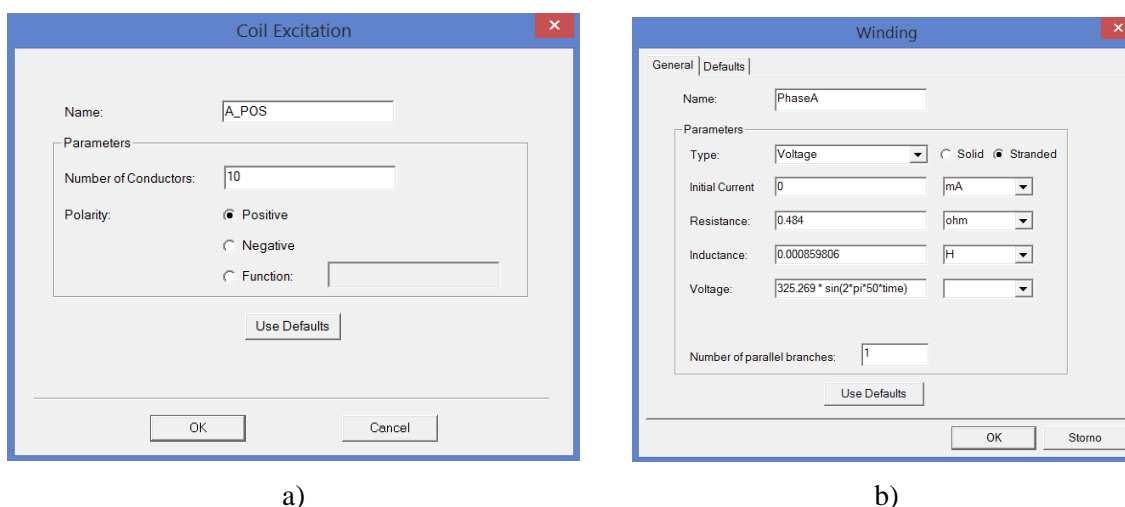 Coil Excitation
Name: A_POS
Parameters
Number of Conductors: 10
Polarity: Positive
Negative
Function:
Use Defaults
OK Cancel
a)
Winding
General Defaults
Name: PhaseA
Parameters
Type: Voltage Solid Stranded
Initial Current 0 mA
Resistance: 0.484 ohm
Inductance: 0.000859806 H
Voltage: 325.269 * sin(2*pi*50*time)
Number of parallel branches: 1
Use Defaults
OK Storno
b)